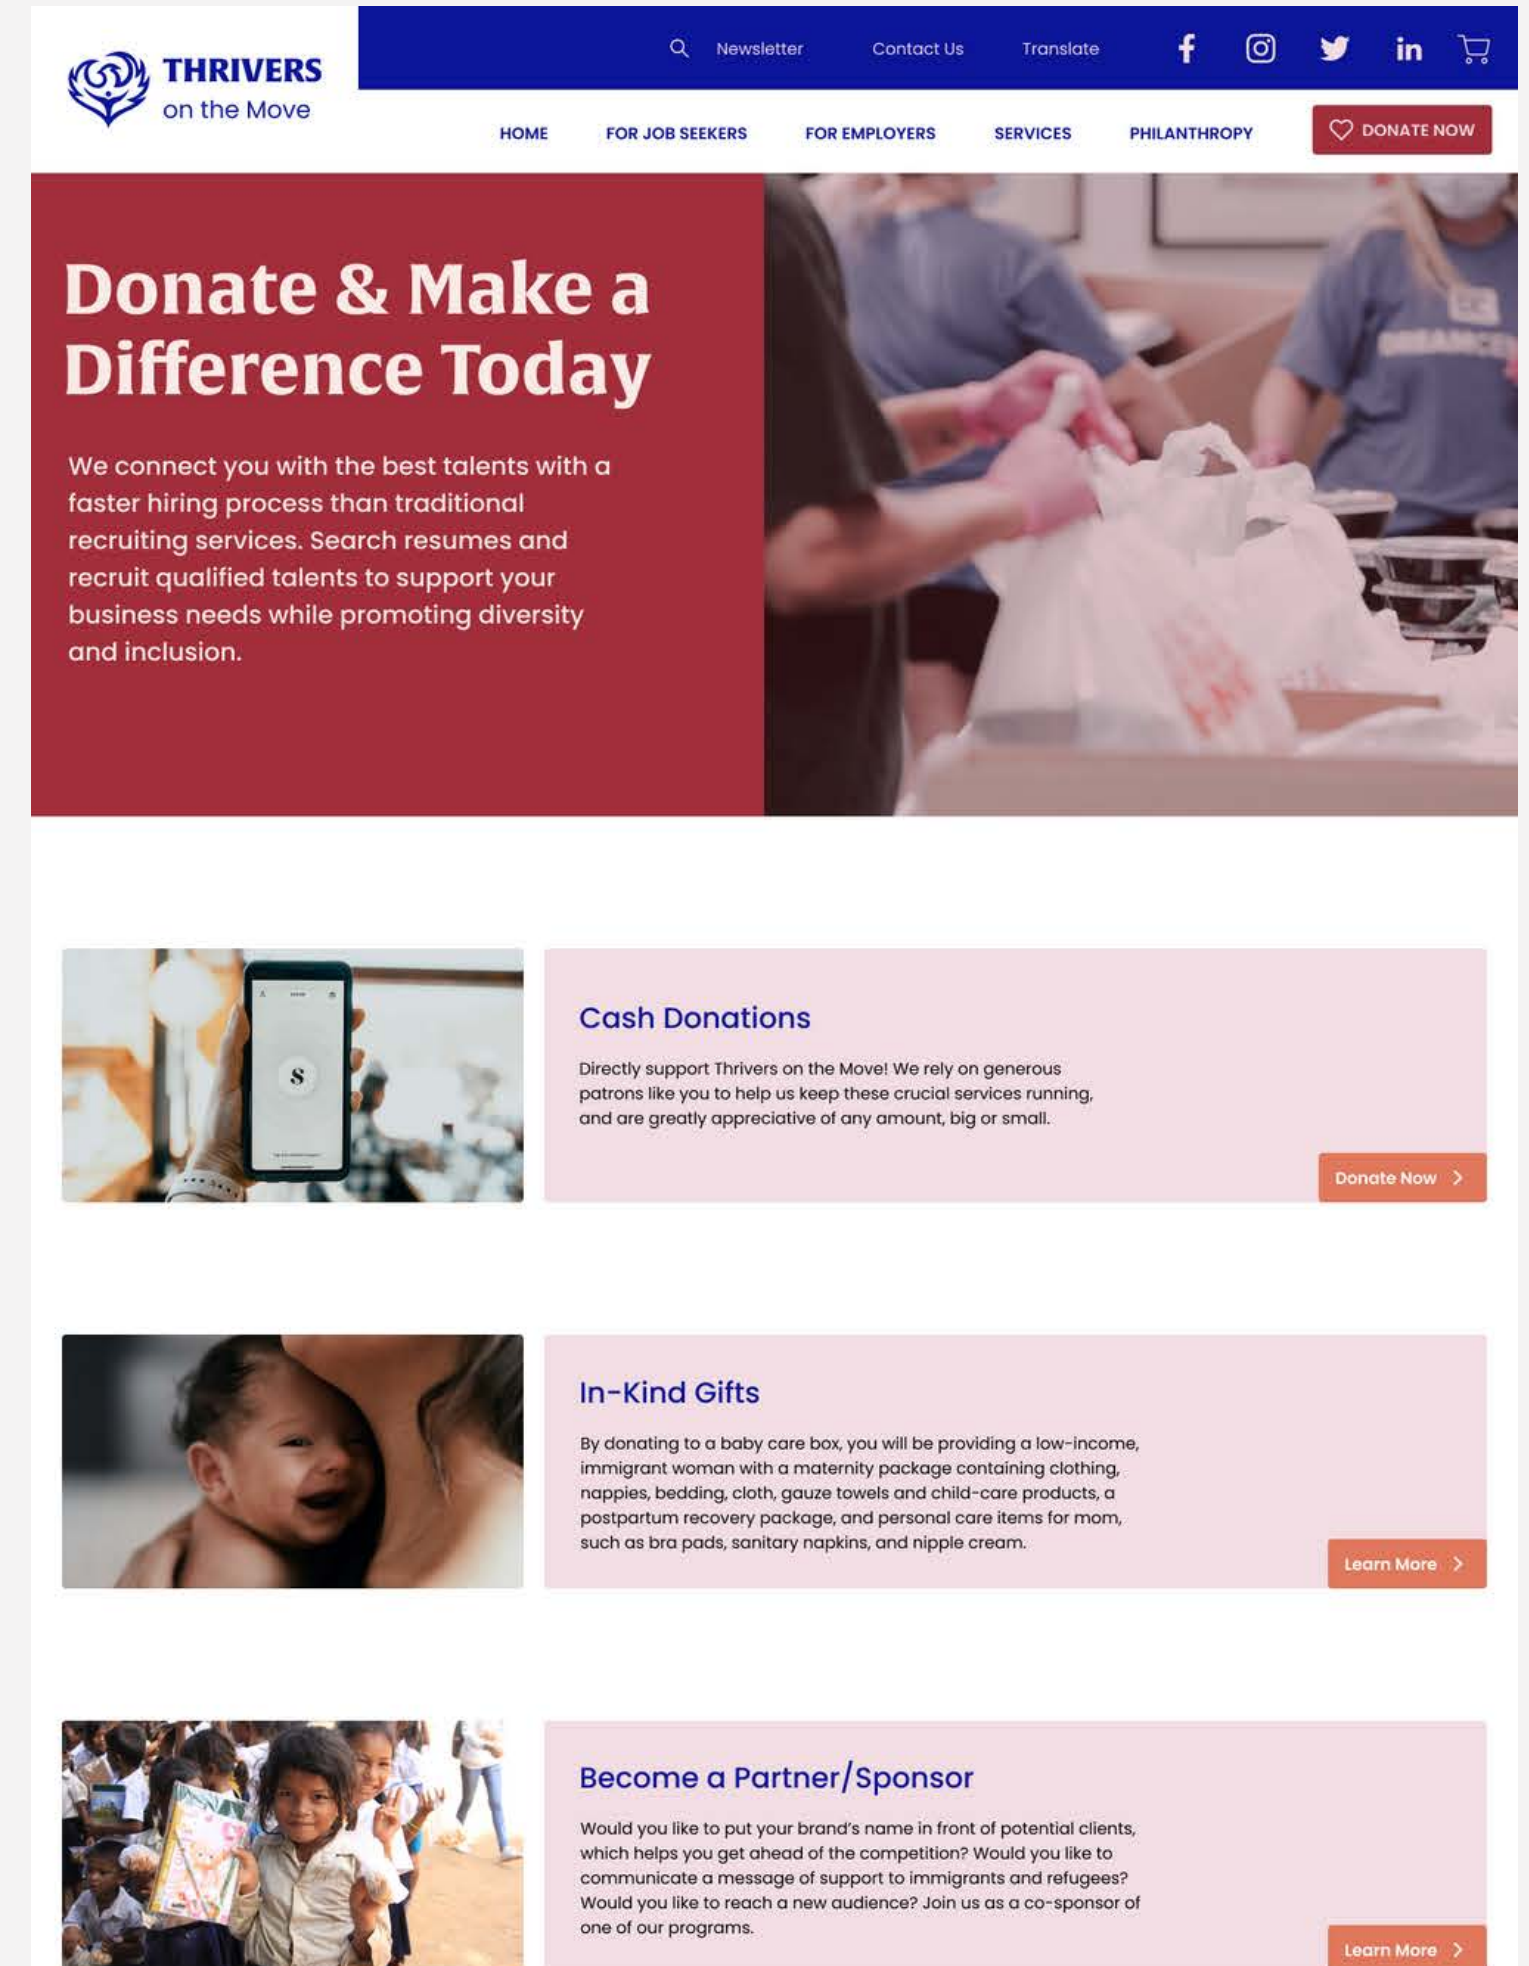 THRIVERS
on the Move
Newsletter
Contact Us
Translate
HOME
FOR JOB SEEKERS
FOR EMPLOYERS
SERVICES
PHILANTHROPY
DONATE NOW
Donate & Make a
Difference Today
We connect you with the best talents with a
faster hiring process than traditional
recruiting services. Search resumes and
recruit qualified talents to support your
business needs while promoting diversity
and inclusion.
S
Cash Donations
Directly support Thrivers on the Move! We rely on generous
patrons like you to help us keep these crucial services running,
and are greatly appreciative of any amount, big or small.
Donate Now
In-Kind Gifts
By donating to a baby care box, you will be providing a low-income,
immigrant woman with a maternity package containing clothing,
nappies, bedding, cloth, gauze towels and child-care products, a
postpartum recovery package, and personal care items for mom,
such as bra pads, sanitary napkins, and nipple cream.
Learn More
Become a Partner/Sponsor
Would you like to put your brand's name in front of potential clients,
which helps you get ahead of the competition? Would you like to
communicate a message of support to immigrants and refugees?
Would you like to reach a new audience? Join us as a co-sponsor of
one of our programs.
Learn More